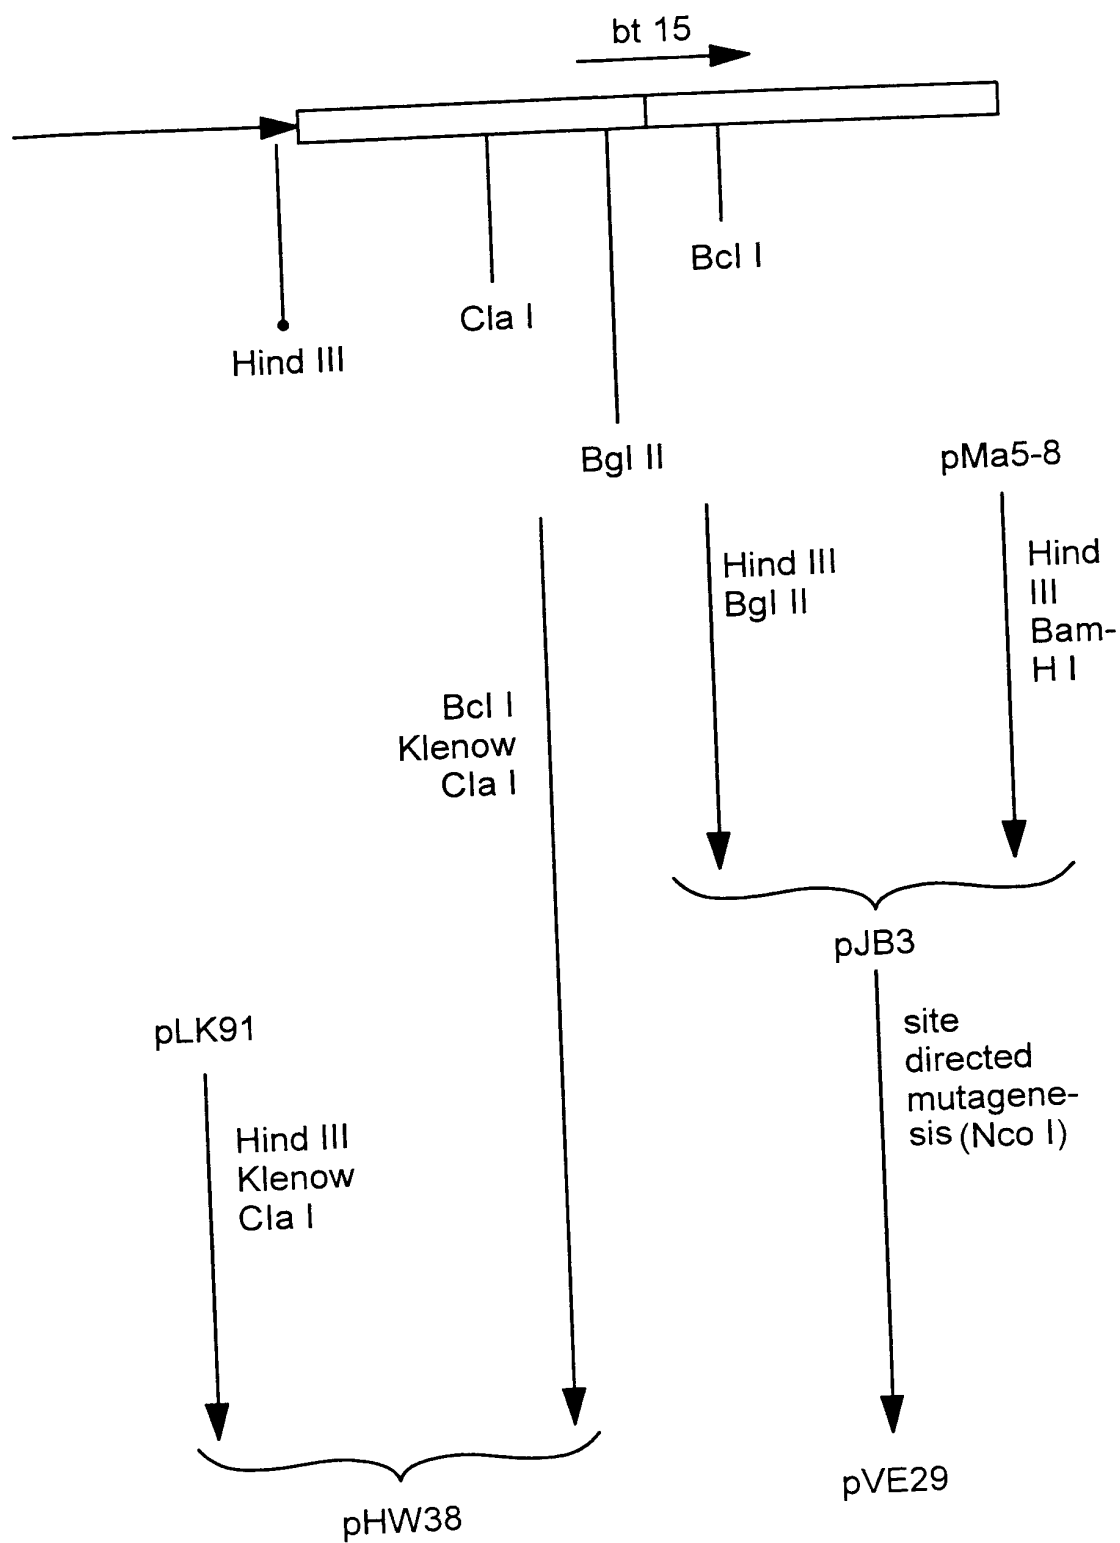 bt 15
Bcl I
Cla I
Hind III
Bgl II
pMa5-8
Hind III
Bgl II
Hind
III
Bam-
H I
Bcl I
Klenow
Cla I
pJB3
pLK91
site
directed
mutagene-
sis (Nco I)
Hind III
Klenow
Cla I
pVE29
pHW38